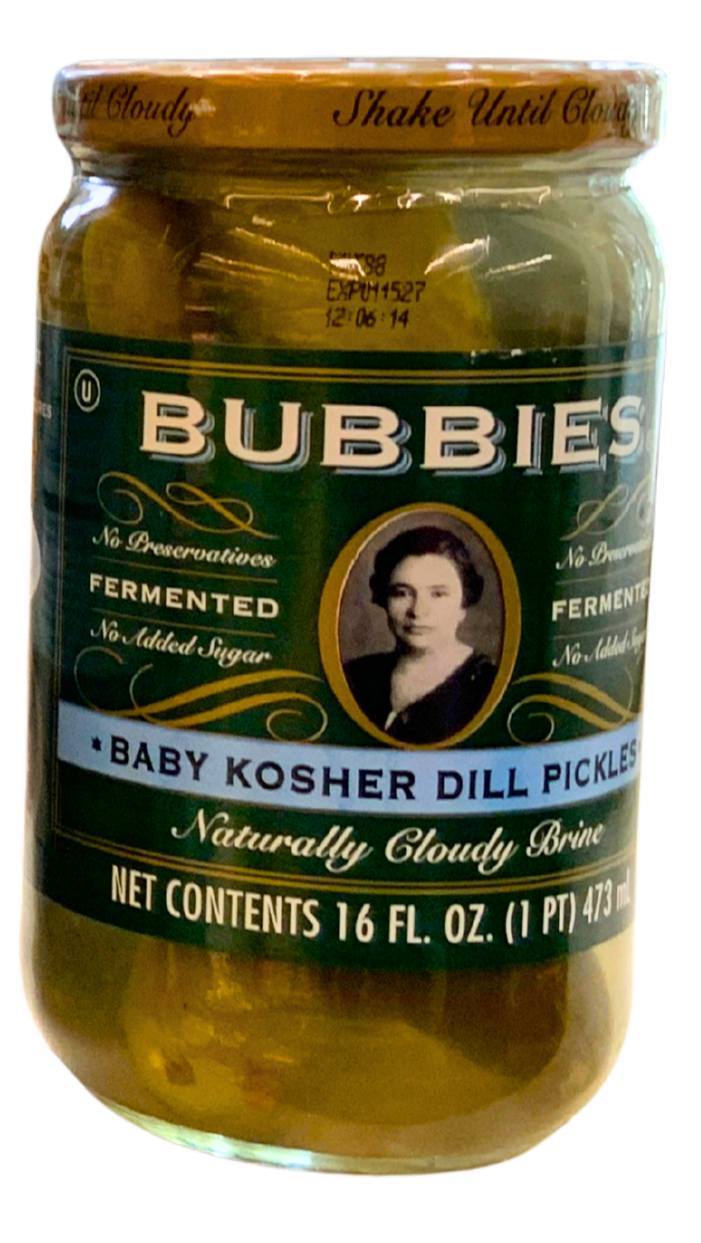 Cloudy
Shake Until Cloudy
12:06:14
U
BUBBIES
No Preservatives
FERMENTED
No Added Sugar
No Preservatives
FERMENTED
No Added Sugar
*BABY KOSHER DILL PICKLES
Naturally Cloudy Brine
NET CONTENTS 16 FL. OZ. (1 PT) 473 mL